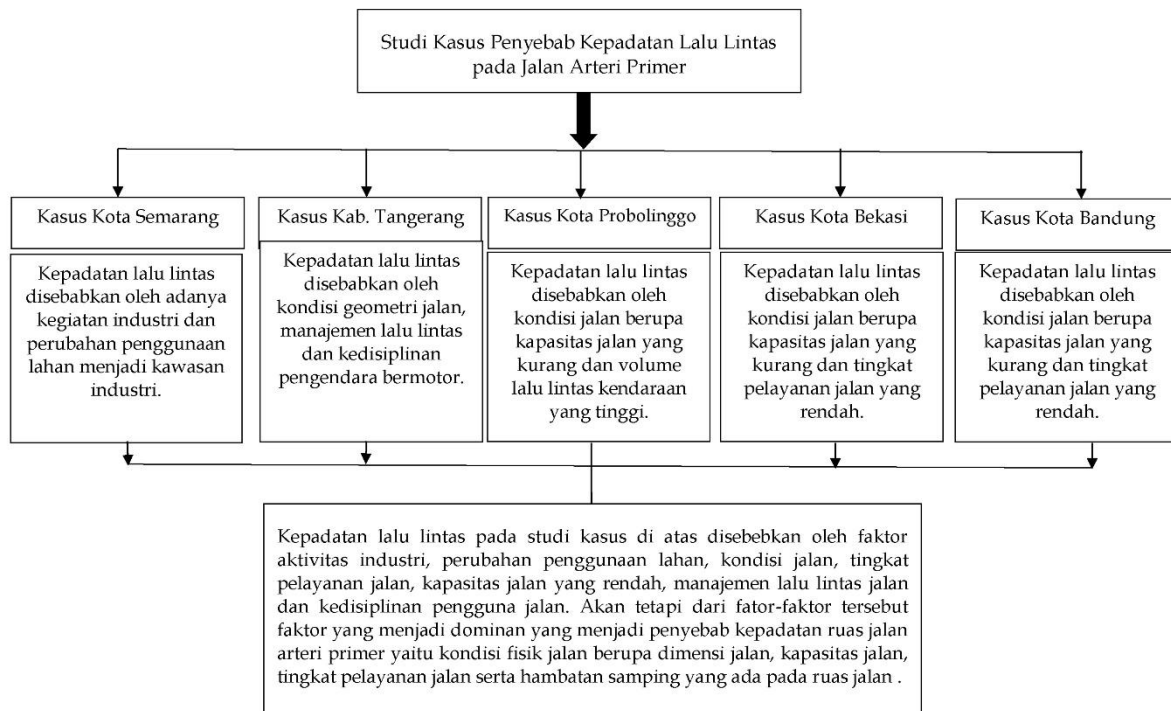 Studi Kasus Penyebab Kepadatan Lalu Lintas
pada Jalan Arteri Primer
Kasus Kota Semarang
Kepadatan lalu lintas
disebabkan oleh adanya
kegiatan industri dan
perubahan penggunaan
lahan menjadi kawasan
industri.
Kasus Kab. Tangerang
Kepadatan lalu lintas
disebabkan oleh
kondisi geometri jalan,
manajemen lalu lintas
dan kedisiplinan
pengendara bermotor.
Kasus Kota Probolinggo
Kepadatan lalu lintas
disebabkan oleh
kondisi jalan berupa
kapasitas jalan yang
kurang dan volume
lalu lintas kendaraan
yang tinggi.
Kasus Kota Bekasi
Kepadatan lalu lintas
disebabkan oleh
kondisi jalan berupa
kapasitas jalan yang
kurang dan tingkat
pelayanan jalan yang
rendah.
Kasus Kota Bandung
Kepadatan lalu lintas
disebabkan oleh
kondisi jalan berupa
kapasitas jalan yang
kurang dan tingkat
pelayanan jalan yang
rendah.
Kepadatan lalu lintas pada studi kasus di atas disebebkan oleh faktor
aktivitas industri, perubahan penggunaan lahan, kondisi jalan, tingkat
pelayanan jalan, kapasitas jalan yang rendah, manajemen lalu lintas jalan
dan kedisiplinan pengguna jalan. Akan tetapi dari fator-faktor tersebut
faktor yang menjadi dominan yang menjadi penyebab kepadatan ruas jalan
arteri primer yaitu kondisi fisik jalan berupa dimensi jalan, kapasitas jalan,
tingkat pelayanan jalan serta hambatan samping yang ada pada ruas jalan .